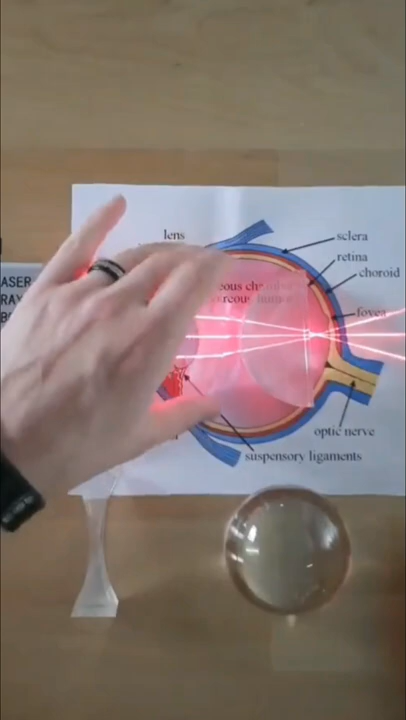 lens
sclera
retina
choroid
ASER
RAY
fovea
optic nerve
suspensory ligaments